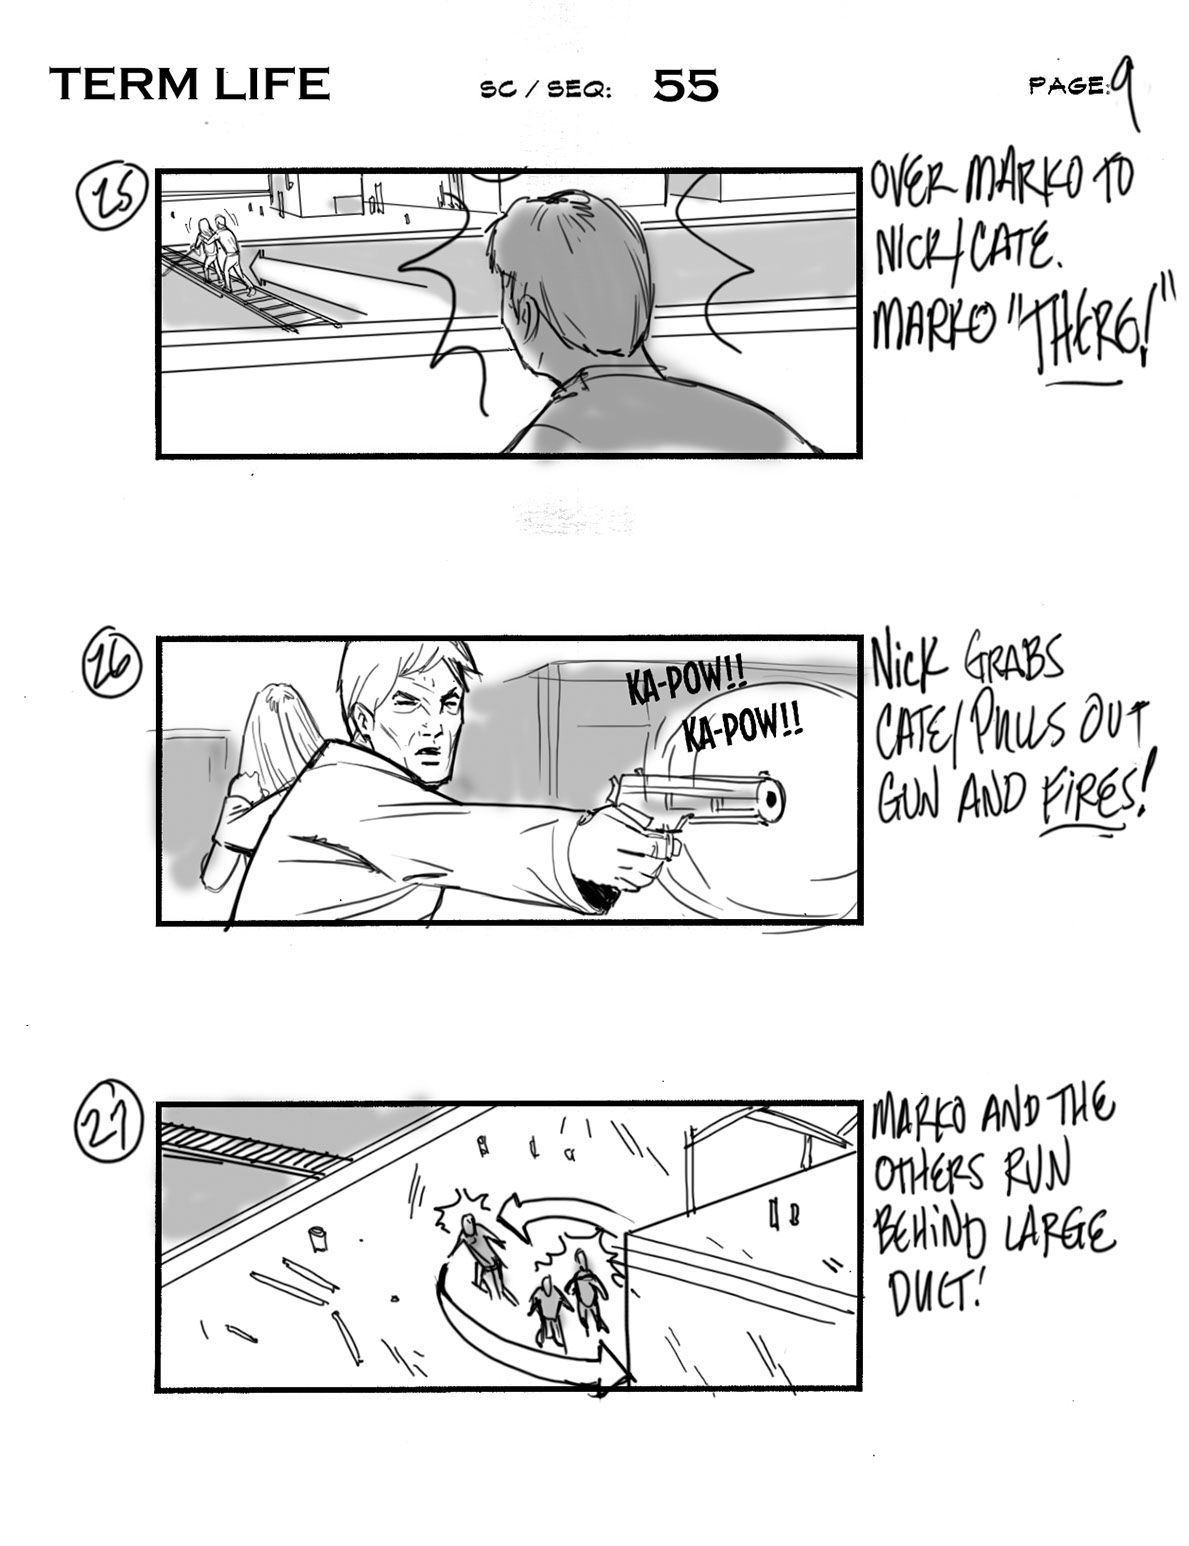 TERM LIFE
SC / SEQ: 55
PAGE: 9
25
OVER MARKO TO
NICK/CATE.
MARKO "THERE!"
26
KA-POW!!
KA-POW!!
NICK GRABS
CATE/PULLS OUT
GUN AND FIRES!
27
MARKO AND THE
OTHERS RUN
BEHIND LARGE
DUCT!